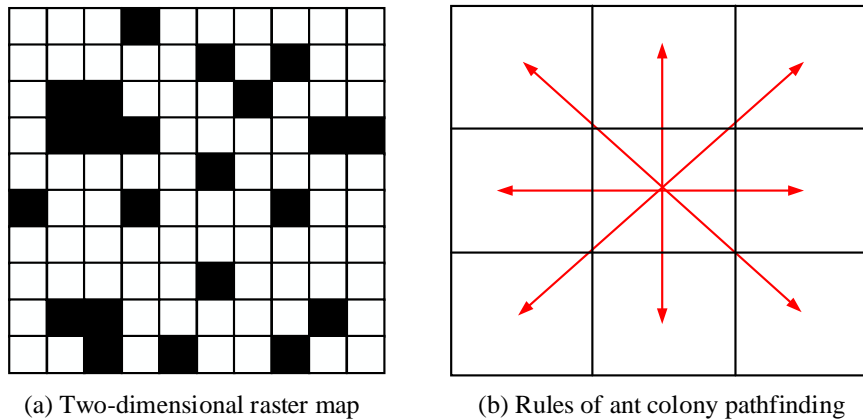 (a) Two-dimensional raster map
(b) Rules of ant colony pathfinding